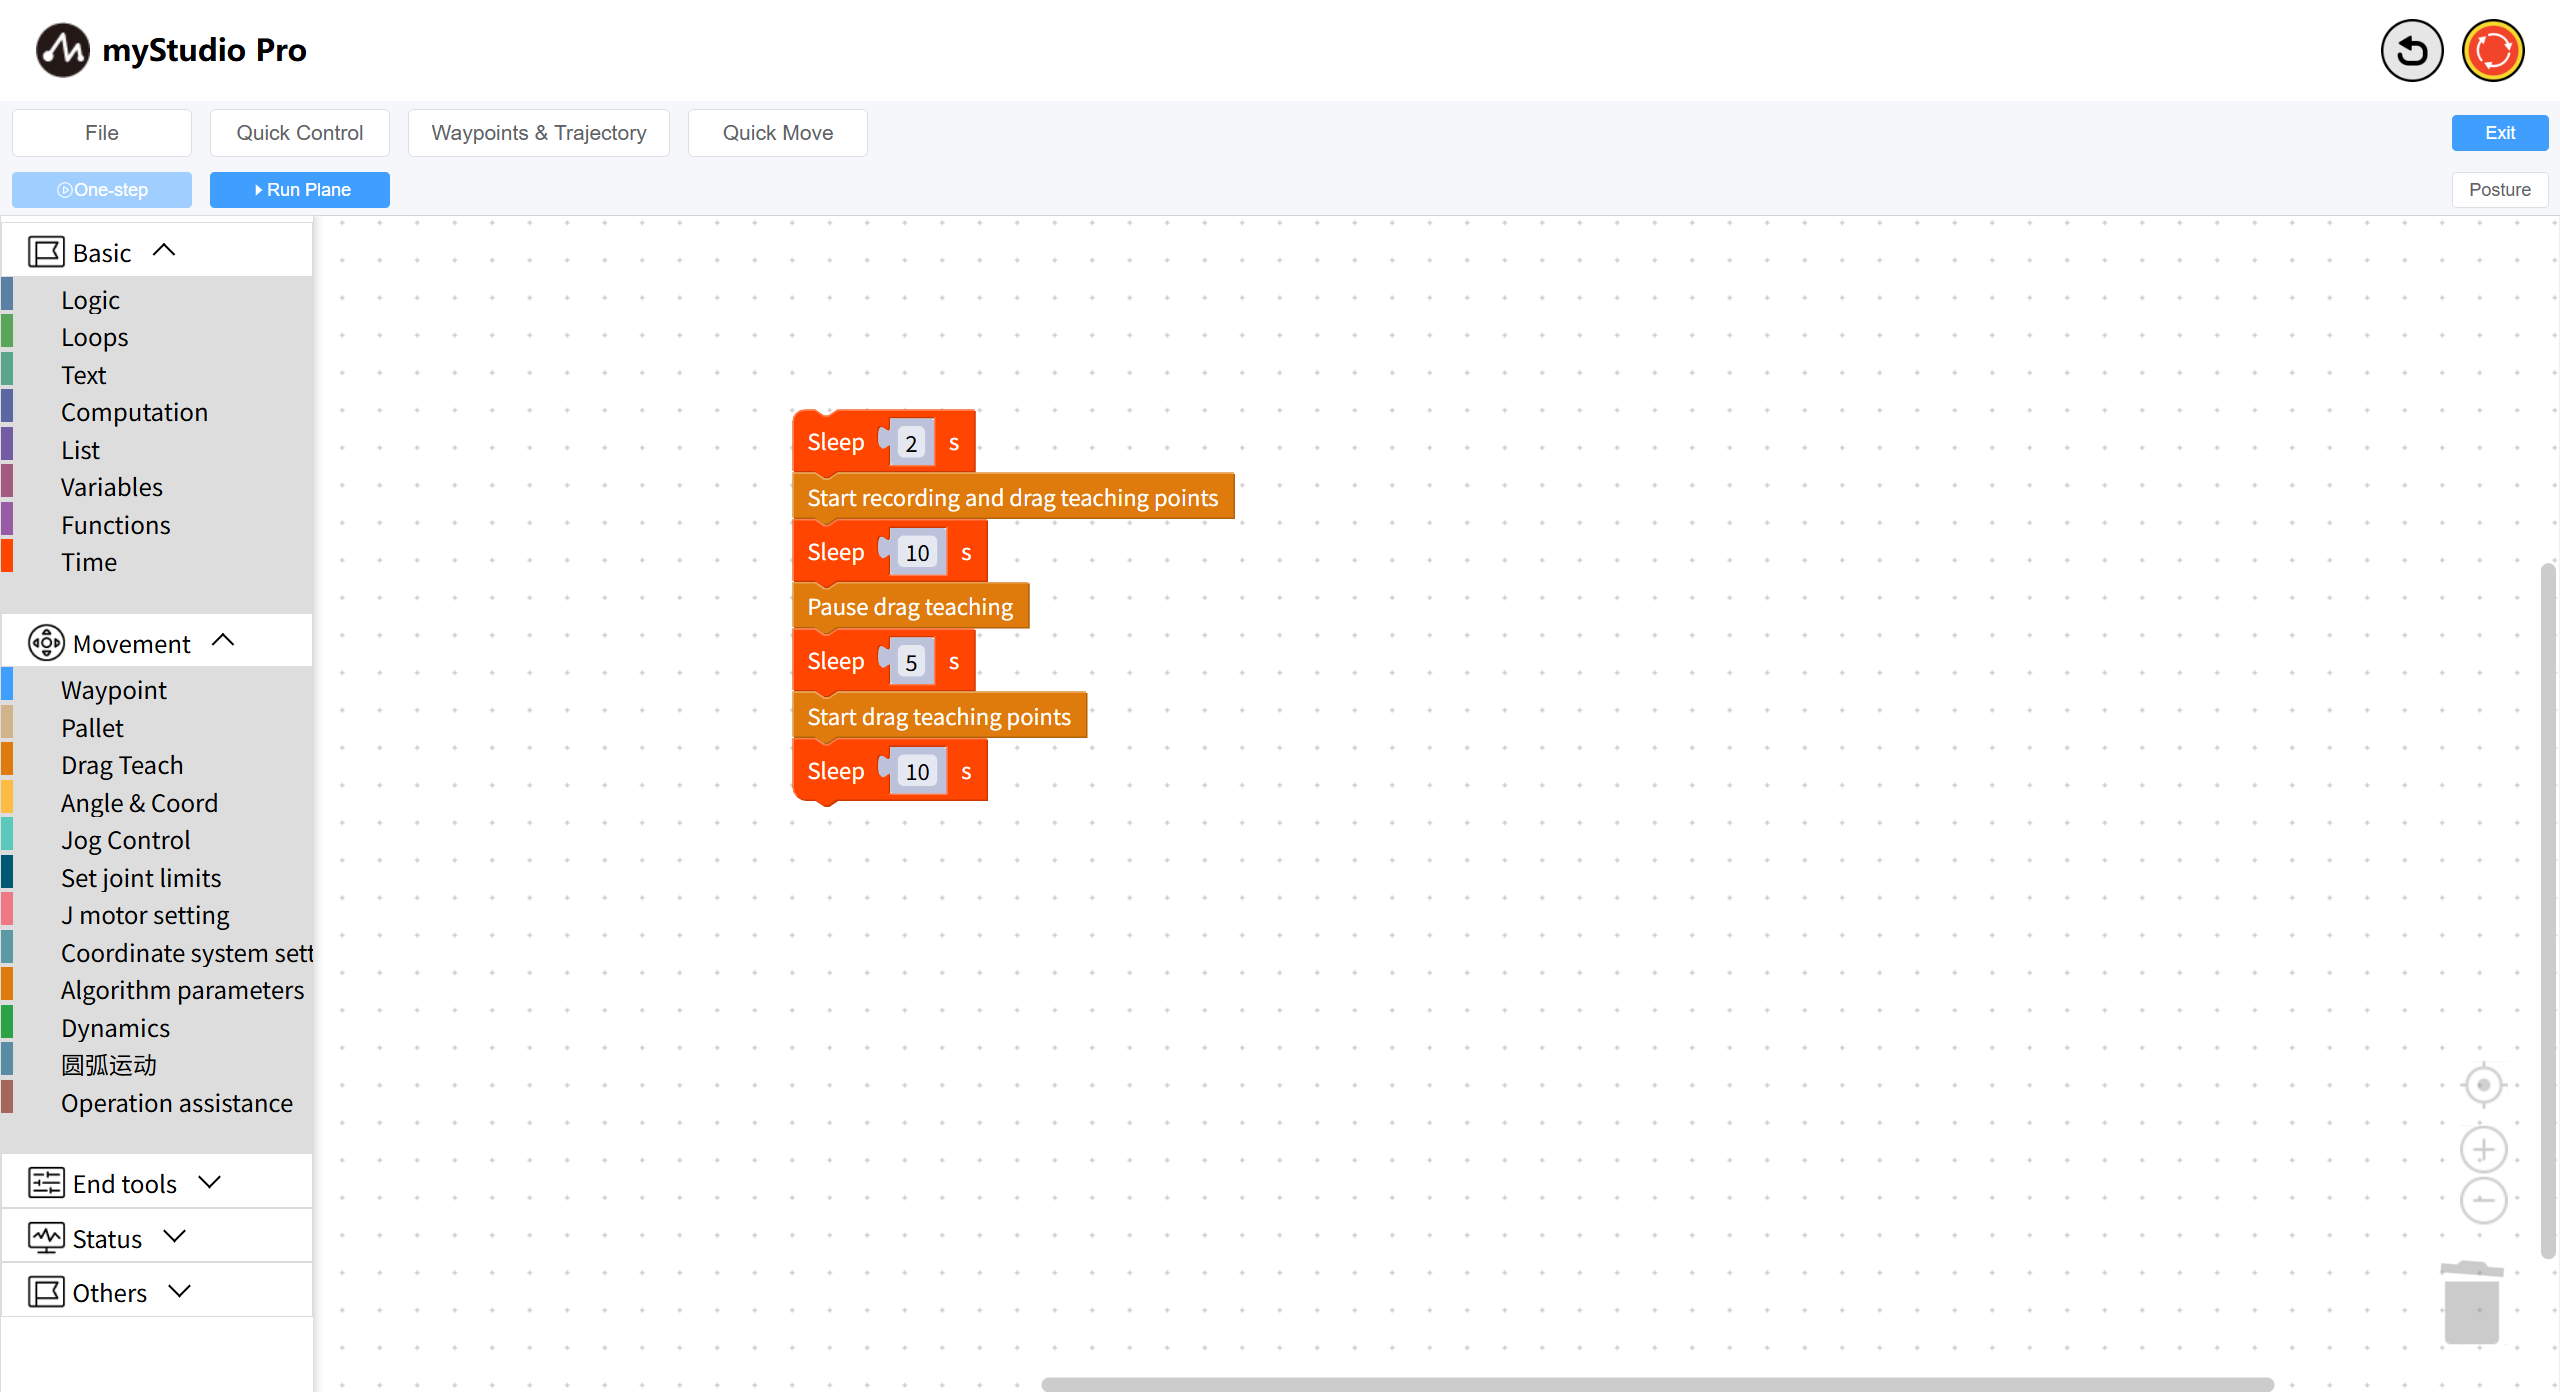 myStudio Pro
File
Quick Control
Waypoints & Trajectory
Quick Move
Exit
One-step
Run Plane
Posture
Basic
Logic
Loops
Text
Computation
List
Variables
Functions
Time
Movement
Waypoint
Pallet
Drag Teach
Angle & Coord
Jog Control
Set joint limits
J motor setting
Coordinate system sett
Algorithm parameters
Dynamics
圆弧运动
Operation assistance
End tools
Status
Others
Sleep 2 s
Start recording and drag teaching points
Sleep 10 s
Pause drag teaching
Sleep 5 s
Start drag teaching points
Sleep 10 s